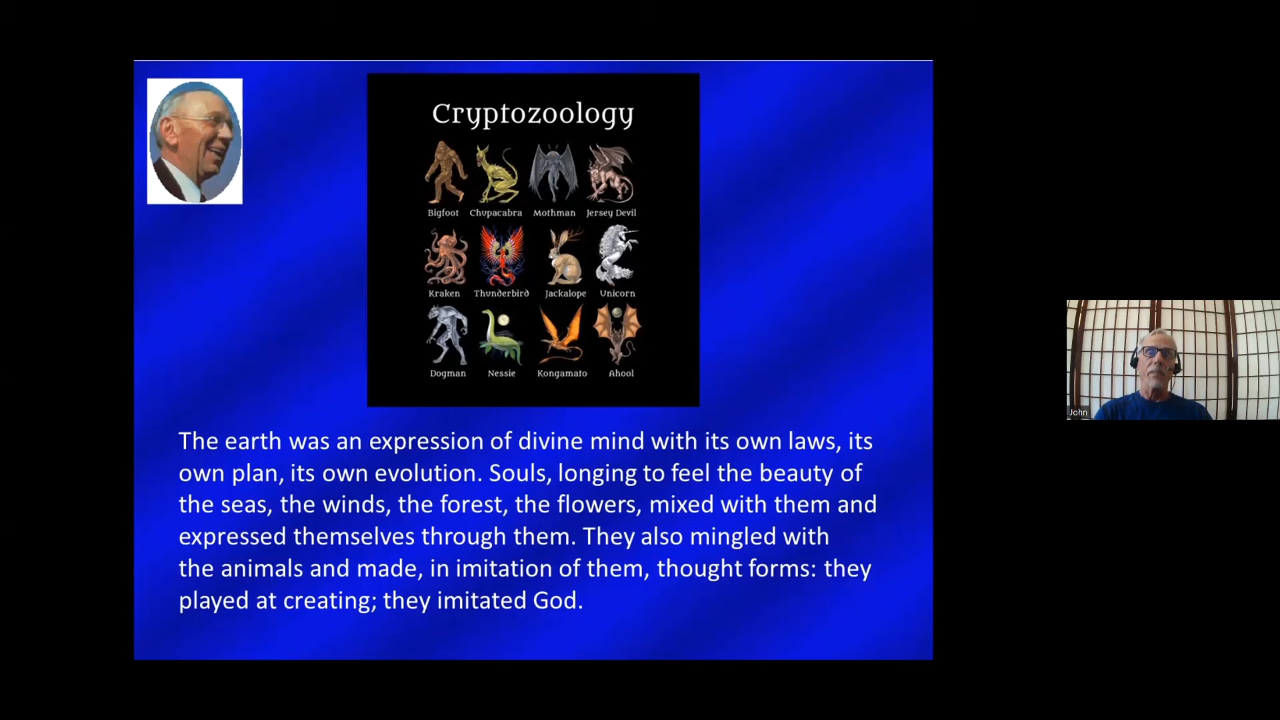 Cryptozoology
Bigfoot Chupacabra Mothman Jersey Devil
Kraken Thunderbird Jackalope Unicorn
Dogman Nessie Kongamato Ahool
The earth was an expression of divine mind with its own laws, its
own plan, its own evolution. Souls, longing to feel the beauty of
the seas, the winds, the forest, the flowers, mixed with them and
expressed themselves through them. They also mingled with
the animals and made, in imitation of them, thought forms: they
played at creating; they imitated God.
John